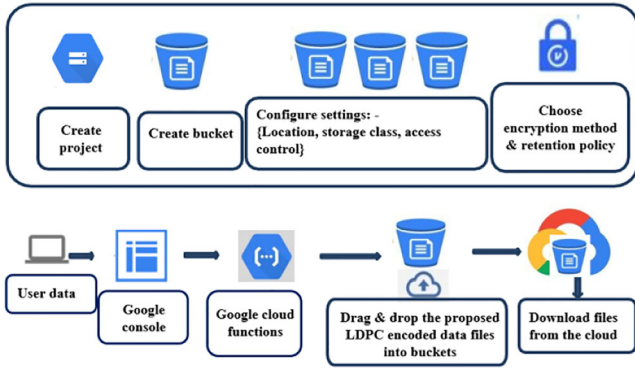 Create
project
Create bucket
Configure settings: -
{Location, storage class, access
control}
Choose
encryption method
& retention policy
User data
Google
console
Google cloud
functions
Drag & drop the proposed
LDPC encoded data files
into buckets
Download files
from the cloud